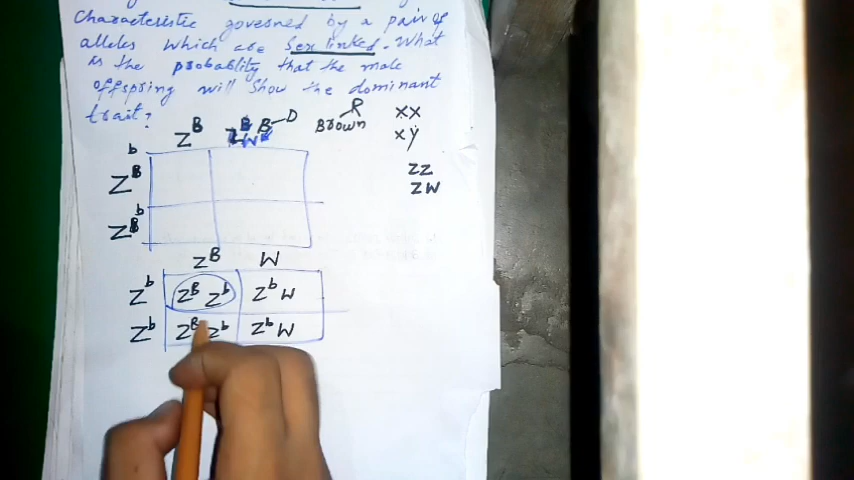 Characteristic governed by a pair of
alleles which are Sex linked. What
is the probablity that the male
offspring will show the dominant
trait?
R
B - D
Brown
XX
XY
ZZ
ZW
Z^B
W
b
Z^B
b
Z^B
Z^B W
Z^b Z^B Z^b Z^b W
Z^b Z^B Z^b Z^b W